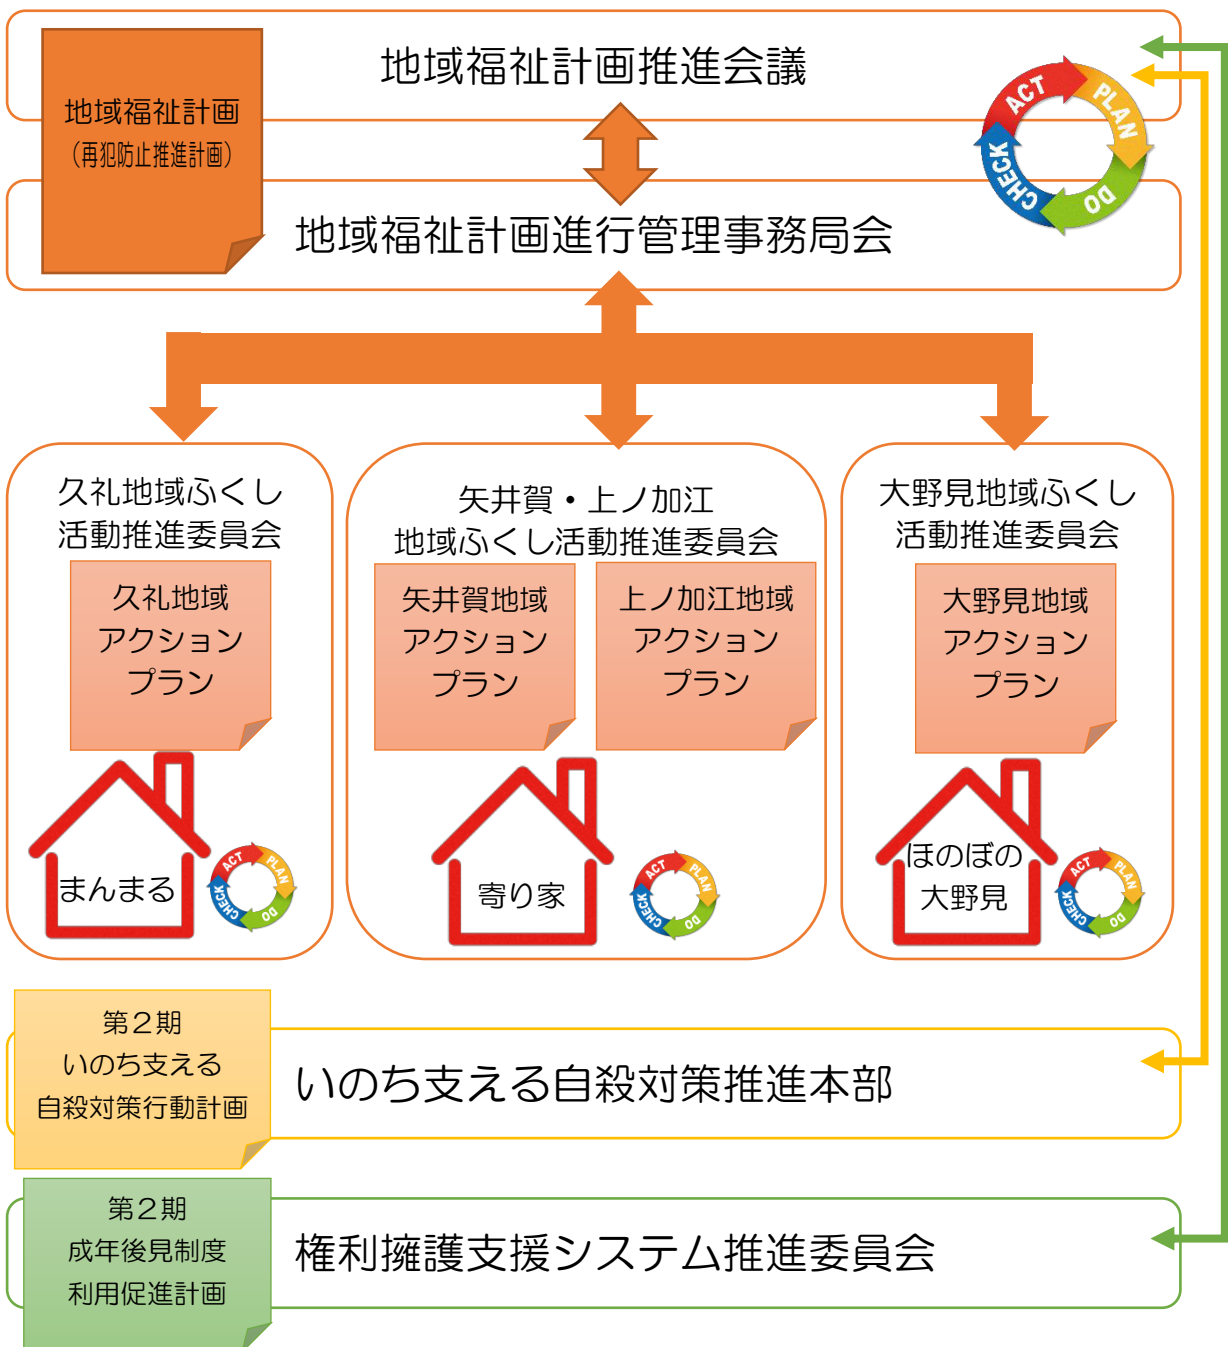 地域福祉計画推進会議
地域福祉計画
（再犯防止推進計画）
ACT
PLAN
DO
CHECK
地域福祉計画進行管理事務局会
久礼地域ふくし
活動推進委員会
久礼地域
アクション
プラン
まんまる
ACT
PLAN
DO
CHECK
矢井賀・上ノ加江
地域ふくし活動推進委員会
矢井賀地域
アクション
プラン
上ノ加江地域
アクション
プラン
寄り家
ACT
PLAN
DO
CHECK
大野見地域ふくし
活動推進委員会
大野見地域
アクション
プラン
ほのぼの
大野見
ACT
PLAN
DO
CHECK
第２期
いのち支える
自殺対策行動計画
いのち支える自殺対策推進本部
第２期
成年後見制度
利用促進計画
権利擁護支援システム推進委員会